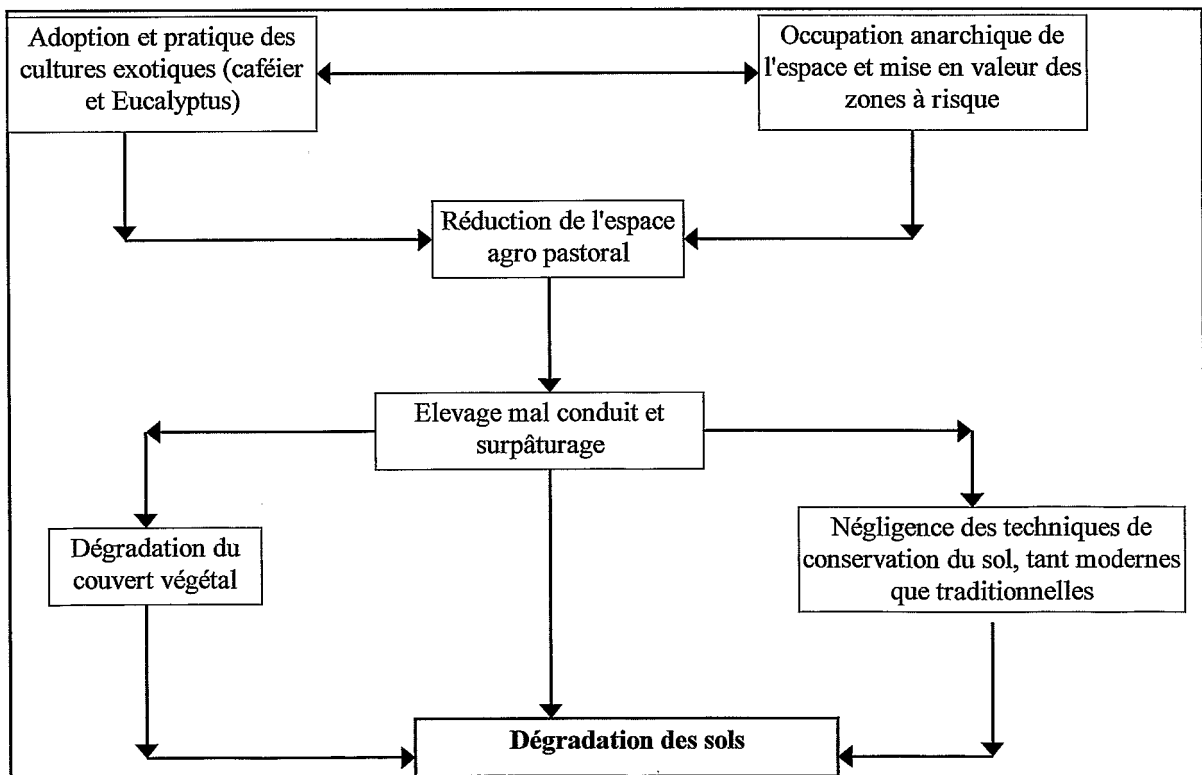 Adoption et pratique des
cultures exotiques (caféier
et Eucalyptus)
Occupation anarchique de
l'espace et mise en valeur des
zones à risque
Réduction de l'espace
agro pastoral
Elevage mal conduit et
surpâturage
Dégradation du
couvert végétal
Négligence des techniques de
conservation du sol, tant modernes
que traditionnelles
Dégradation des sols